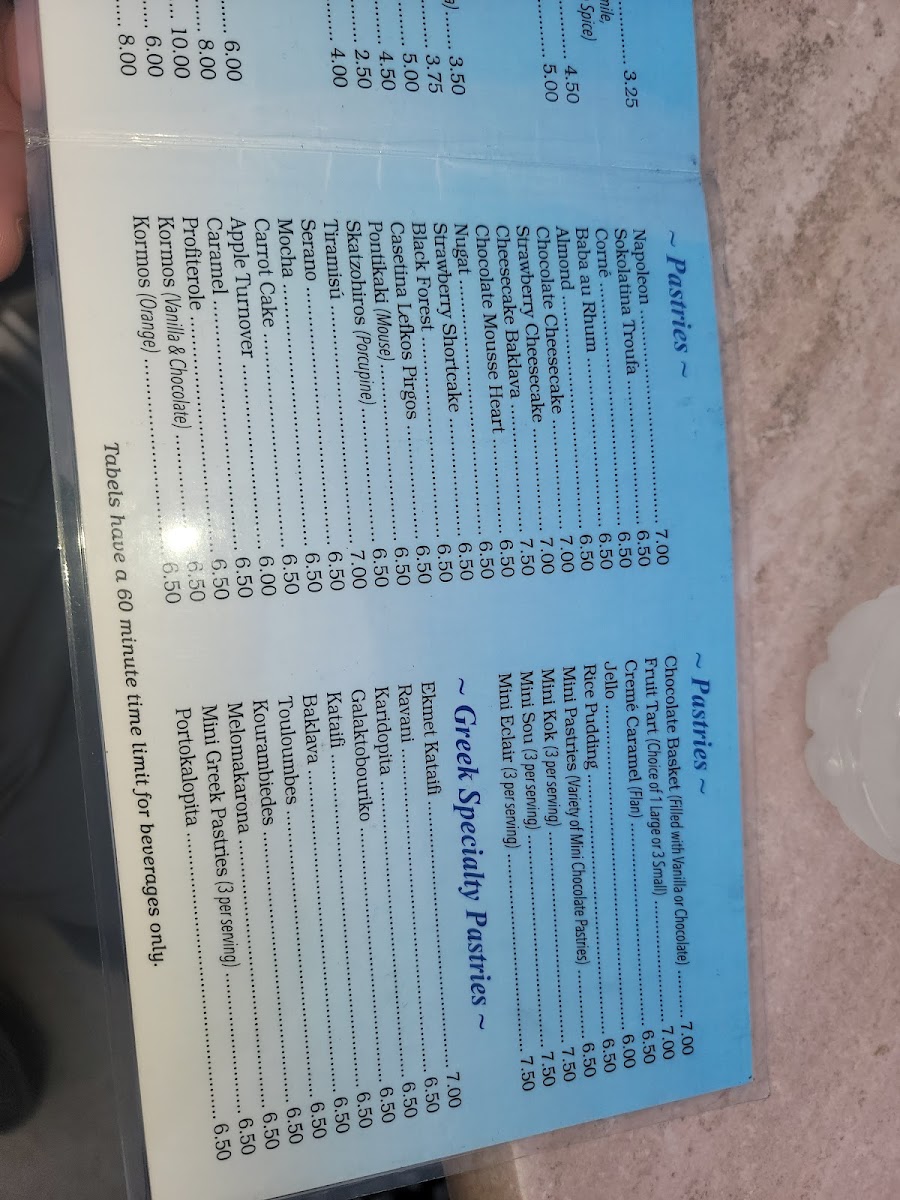 mile,
3.25
Spice)
4.50
5.00
a) .... 3.50
3.75
5.00
4.50
2.50
4.00
6.00
8.00
10.00
6.00
8.00
~ Pastries ~
Napoleon ........ 7.00
Sokolatina Troufa ........ 6.50
Corné ........ 6.50
Baba au Rhum ........ 6.50
Almond ........ 6.50
Chocolate Cheesecake ........ 7.00
Strawberry Cheesecake ........ 7.00
Cheesecake Baklava ........ 7.50
Chocolate Mousse Heart ........ 6.50
Nugat ........ 6.50
Strawberry Shortcake ........ 6.50
Black Forest ........ 6.50
Casetina Lefkos Pirgos ........ 6.50
Pontikaki (Mouse) ........ 6.50
Skatzohiros (Porcupine) ........ 7.00
Tiramisú ........ 6.50
Serano ........ 6.50
Mocha ........ 6.50
Carrot Cake ........ 6.00
Apple Turnover ........ 6.50
Caramel ........ 6.50
Profiterole ........ 6.50
Kormos (Vanilla & Chocolate) ........ 6.50
Kormos (Orange) ........ 6.50
~ Pastries ~
Chocolate Basket (Filled with Vanilla or Chocolate) ........ 7.00
Fruit Tart (Choice of 1 Large or 3 Small) ........ 7.00
Cremé Caramel (Flan) ........ 6.50
Jello ........ 6.00
Rice Pudding ........ 6.50
Mini Pastries (Variety of Mini Chocolate Pastries) ........ 6.50
Mini Kok (3 per serving) ........ 7.50
Mini Sou (3 per serving) ........ 7.50
Mini Eclair (3 per serving) ........ 7.50
~ Greek Specialty Pastries ~
Ekmet Kataifi ........ 7.00
Ravani ........ 6.50
Karidopita ........ 6.50
Galaktobouriko ........ 6.50
Kataifi ........ 6.50
Baklava ........ 6.50
Touloumbes ........ 6.50
Kourambiedes ........ 6.50
Melomakarona ........ 6.50
Mini Greek Pastries (3 per serving) ........ 6.50
Portokalopita ........ 6.50
Tabels have a 60 minute time limit for beverages only.